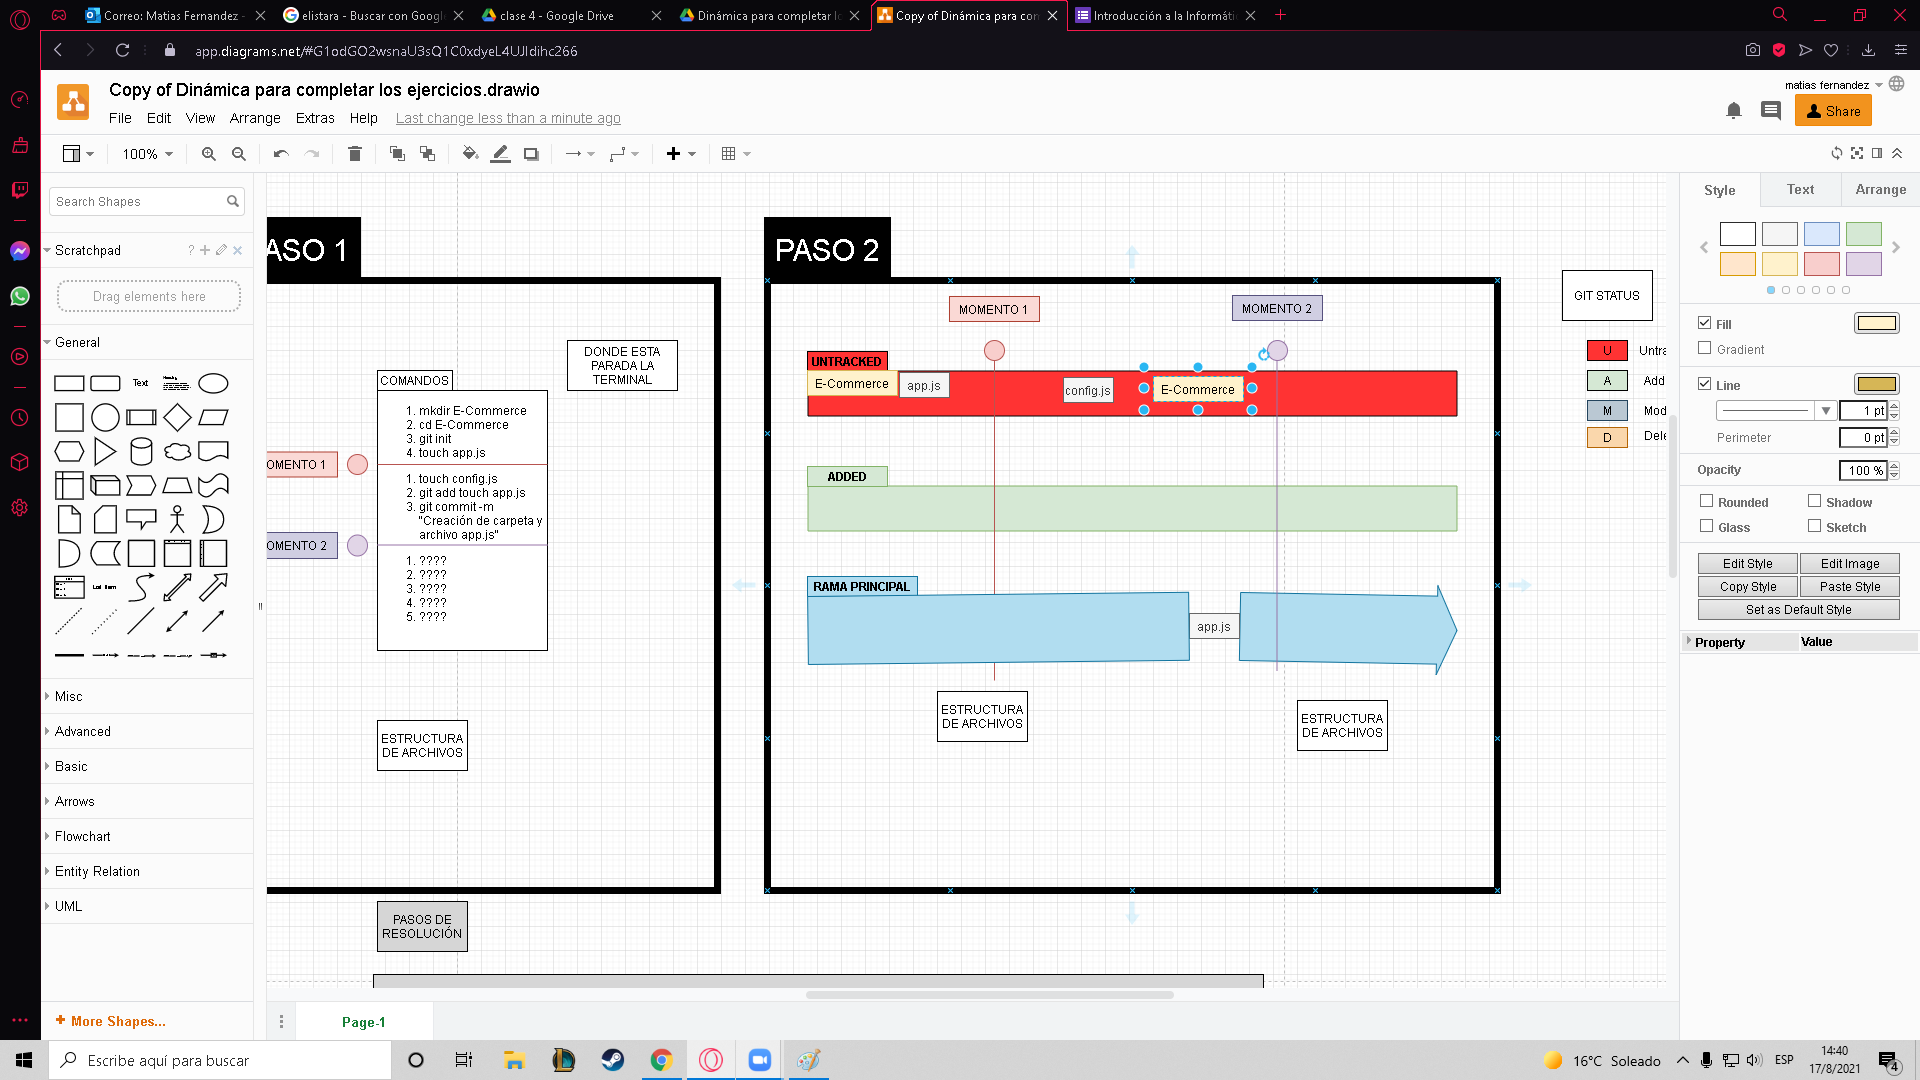 Correo: Matias Fernandez -
elistara - Buscar con Googl
clase 4 - Google Drive
Dinámica para completar l
Copy of Dinámica para con
Introducción a la Informáti
app.diagrams.net/#G1odGO2wsnaU3sQ1C0xdyeL4UJIdihc266
Copy of Dinámica para completar los ejercicios.drawio
matias fernandez
File Edit View Arrange Extras Help Last change less than a minute ago
Share
100%
Search Shapes
Scratchpad
?
Drag elements here
General
Text
Heading
List Item
Misc
Advanced
Basic
Arrows
Flowchart
Entity Relation
UML
More Shapes...
ASO 1
DONDE ESTA
PARADA LA
TERMINAL
COMANDOS
1. mkdir E-Commerce
2. cd E-Commerce
3. git init
4. touch app.js
OMENTO 1
1. touch config.js
2. git add touch app.js
3. git commit -m
"Creación de carpeta y
archivo app.js"
OMENTO 2
1. ????
2. ????
3. ????
4. ????
5. ????
ESTRUCTURA
DE ARCHIVOS
PASOS DE
RESOLUCIÓN
PASO 2
MOMENTO 1
MOMENTO 2
UNTRACKED
E-Commerce
app.js
config.js
E-Commerce
ADDED
RAMA PRINCIPAL
app.js
ESTRUCTURA
DE ARCHIVOS
ESTRUCTURA
DE ARCHIVOS
GIT STATUS
U Untra
A Add
M Mod
D Dele
Style Text Arrange
Fill
Gradient
Line
1 pt
Perimeter 0 pt
Opacity 100 %
Rounded Shadow
Glass Sketch
Edit Style Edit Image
Copy Style Paste Style
Set as Default Style
Property Value
Page-1
Escribe aquí para buscar
16°C Soleado
ESP
14:40
17/8/2021
4